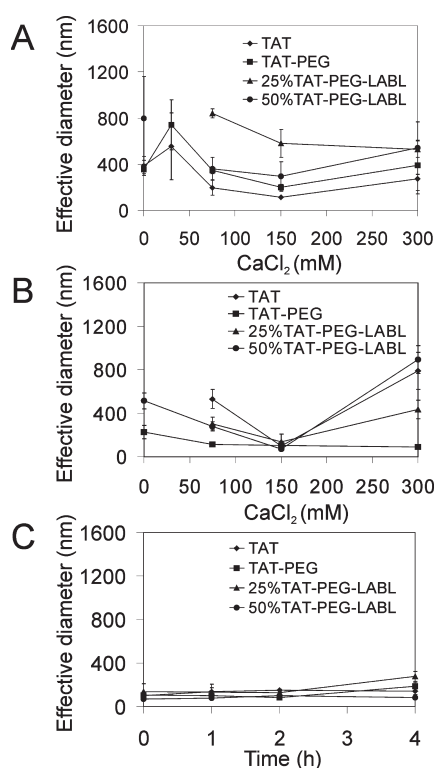 A
Effective diameter (nm)
1600
1200
800
400
0
TAT
TAT-PEG
25%TAT-PEG-LABL
50%TAT-PEG-LABL
0 50 100 150 200 250 300
CaCl₂ (mM)
B
Effective diameter (nm)
1600
1200
800
400
0
TAT
TAT-PEG
25%TAT-PEG-LABL
50%TAT-PEG-LABL
0 50 100 150 200 250 300
CaCl₂ (mM)
C
Effective diameter (nm)
1600
1200
800
400
0
TAT
TAT-PEG
25%TAT-PEG-LABL
50%TAT-PEG-LABL
0 1 2 3 4
Time (h)